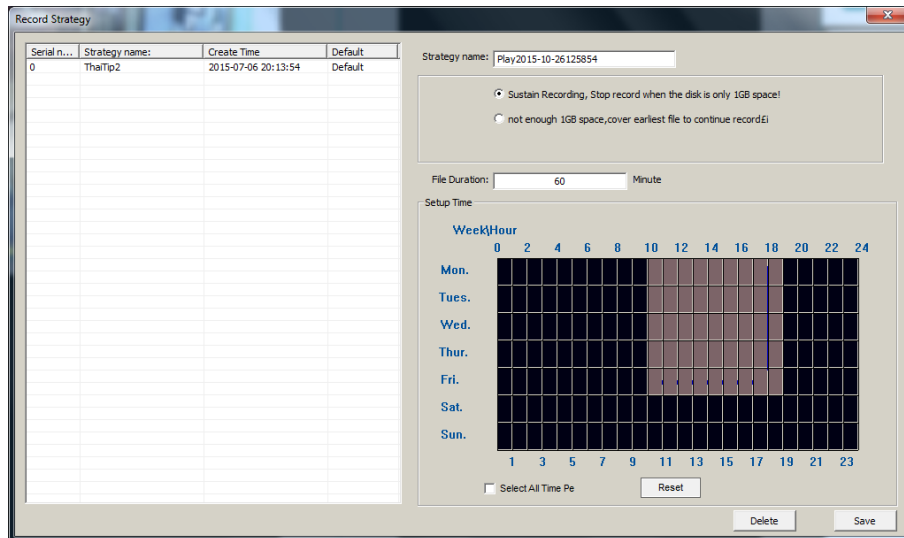 Record Strategy
Serial n... Strategy name: Create Time Default
0 ThaiTip2 2015-07-06 20:13:54 Default
Strategy name: Play2015-10-26125854
Sustain Recording, Stop record when the disk is only 1GB space!
not enough 1GB space,cover earliest file to continue record£¡
File Duration: 60 Minute
Setup Time
Week\Hour
0 2 4 6 8 10 12 14 16 18 20 22 24
Mon.
Tues.
Wed.
Thur.
Fri.
Sat.
Sun.
1 3 5 7 9 11 13 15 17 19 21 23
Select All Time Pe Reset
Delete Save